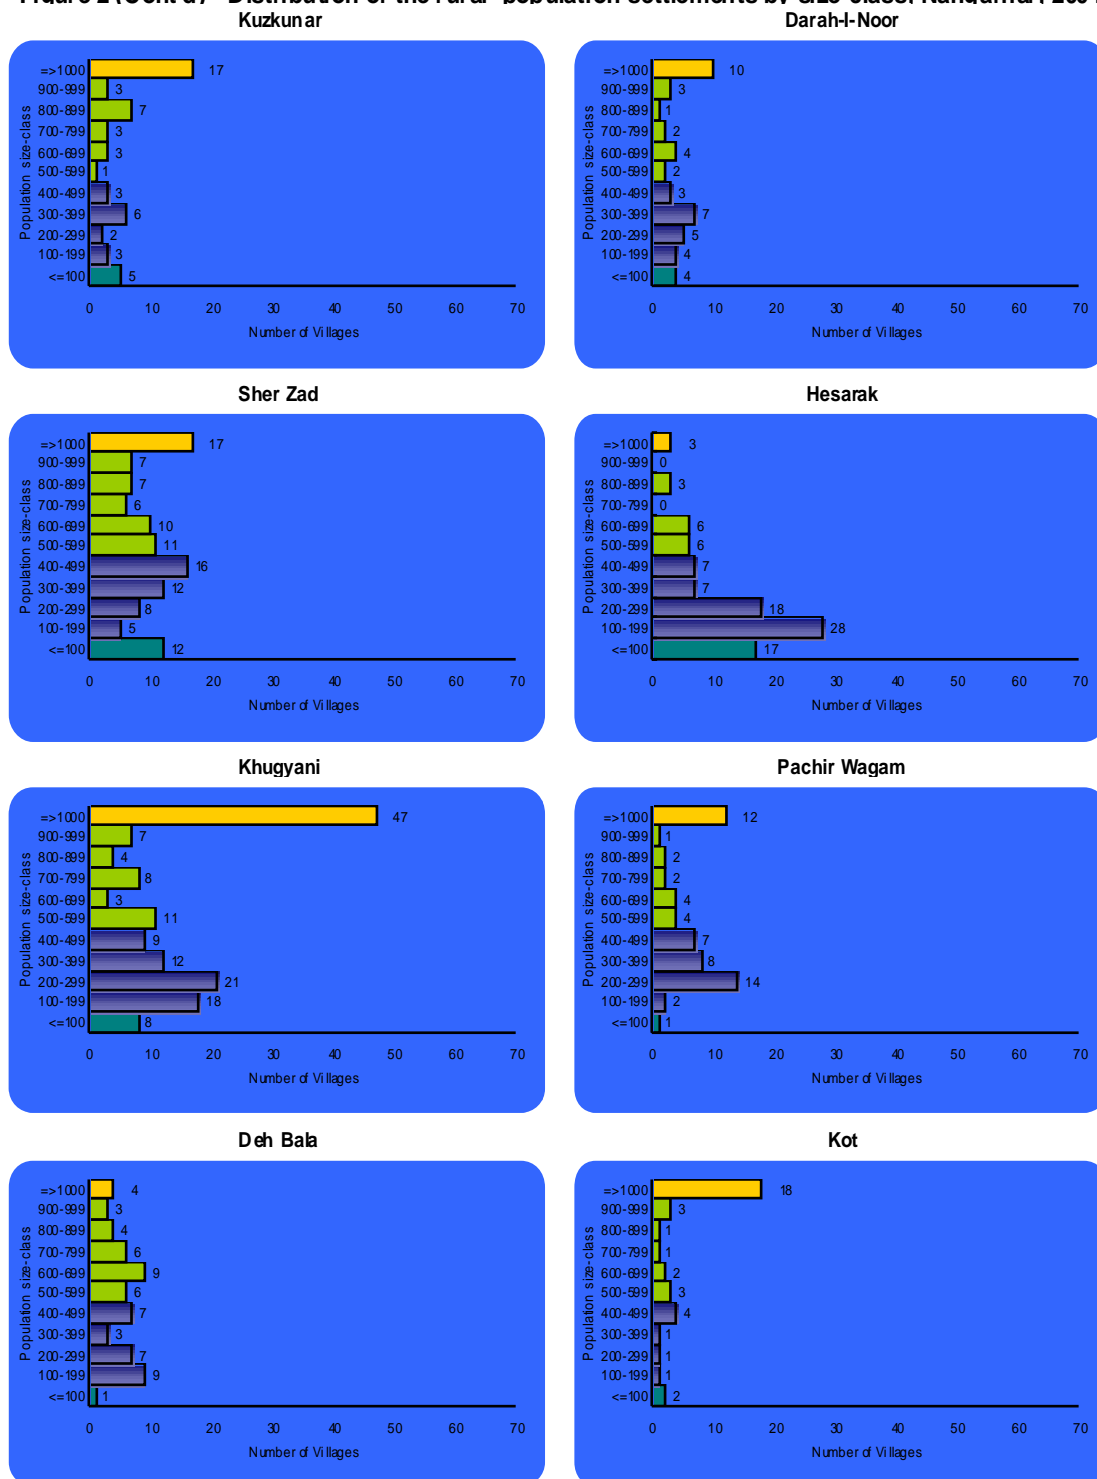 Kuzkunar
Population size-class
=>1000 17
900-999 3
800-899 7
700-799 3
600-699 3
500-599 1
400-499 3
300-399 6
200-299 2
100-199 3
<=100 5
0 10 20 30 40 50 60 70
Number of Villages
Darah-I-Noor
Population size-class
=>1000 10
900-999 3
800-899 1
700-799 2
600-699 4
500-599 2
400-499 3
300-399 7
200-299 5
100-199 4
<=100 4
0 10 20 30 40 50 60 70
Number of Villages
Sher Zad
Population size-class
=>1000 17
900-999 7
800-899 7
700-799 6
600-699 10
500-599 11
400-499 16
300-399 12
200-299 8
100-199 5
<=100 12
0 10 20 30 40 50 60 70
Number of Villages
Hesarak
Population size-class
=>1000 3
900-999 0
800-899 3
700-799 0
600-699 6
500-599 6
400-499 7
300-399 7
200-299 18
100-199 28
<=100 17
0 10 20 30 40 50 60 70
Number of Villages
Khugyani
Population size-class
=>1000 47
900-999 7
800-899 4
700-799 8
600-699 3
500-599 11
400-499 9
300-399 12
200-299 21
100-199 18
<=100 8
0 10 20 30 40 50 60 70
Number of Villages
Pachir Wagam
Population size-class
=>1000 12
900-999 1
800-899 2
700-799 2
600-699 4
500-599 4
400-499 7
300-399 8
200-299 14
100-199 2
<=100 1
0 10 20 30 40 50 60 70
Number of Villages
Deh Bala
Population size-class
=>1000 4
900-999 3
800-899 4
700-799 6
600-699 9
500-599 6
400-499 7
300-399 3
200-299 7
100-199 9
<=100 1
0 10 20 30 40 50 60 70
Number of Villages
Kot
Population size-class
=>1000 18
900-999 3
800-899 1
700-799 1
600-699 2
500-599 3
400-499 4
300-399 1
200-299 1
100-199 1
<=100 2
0 10 20 30 40 50 60 70
Number of Villages